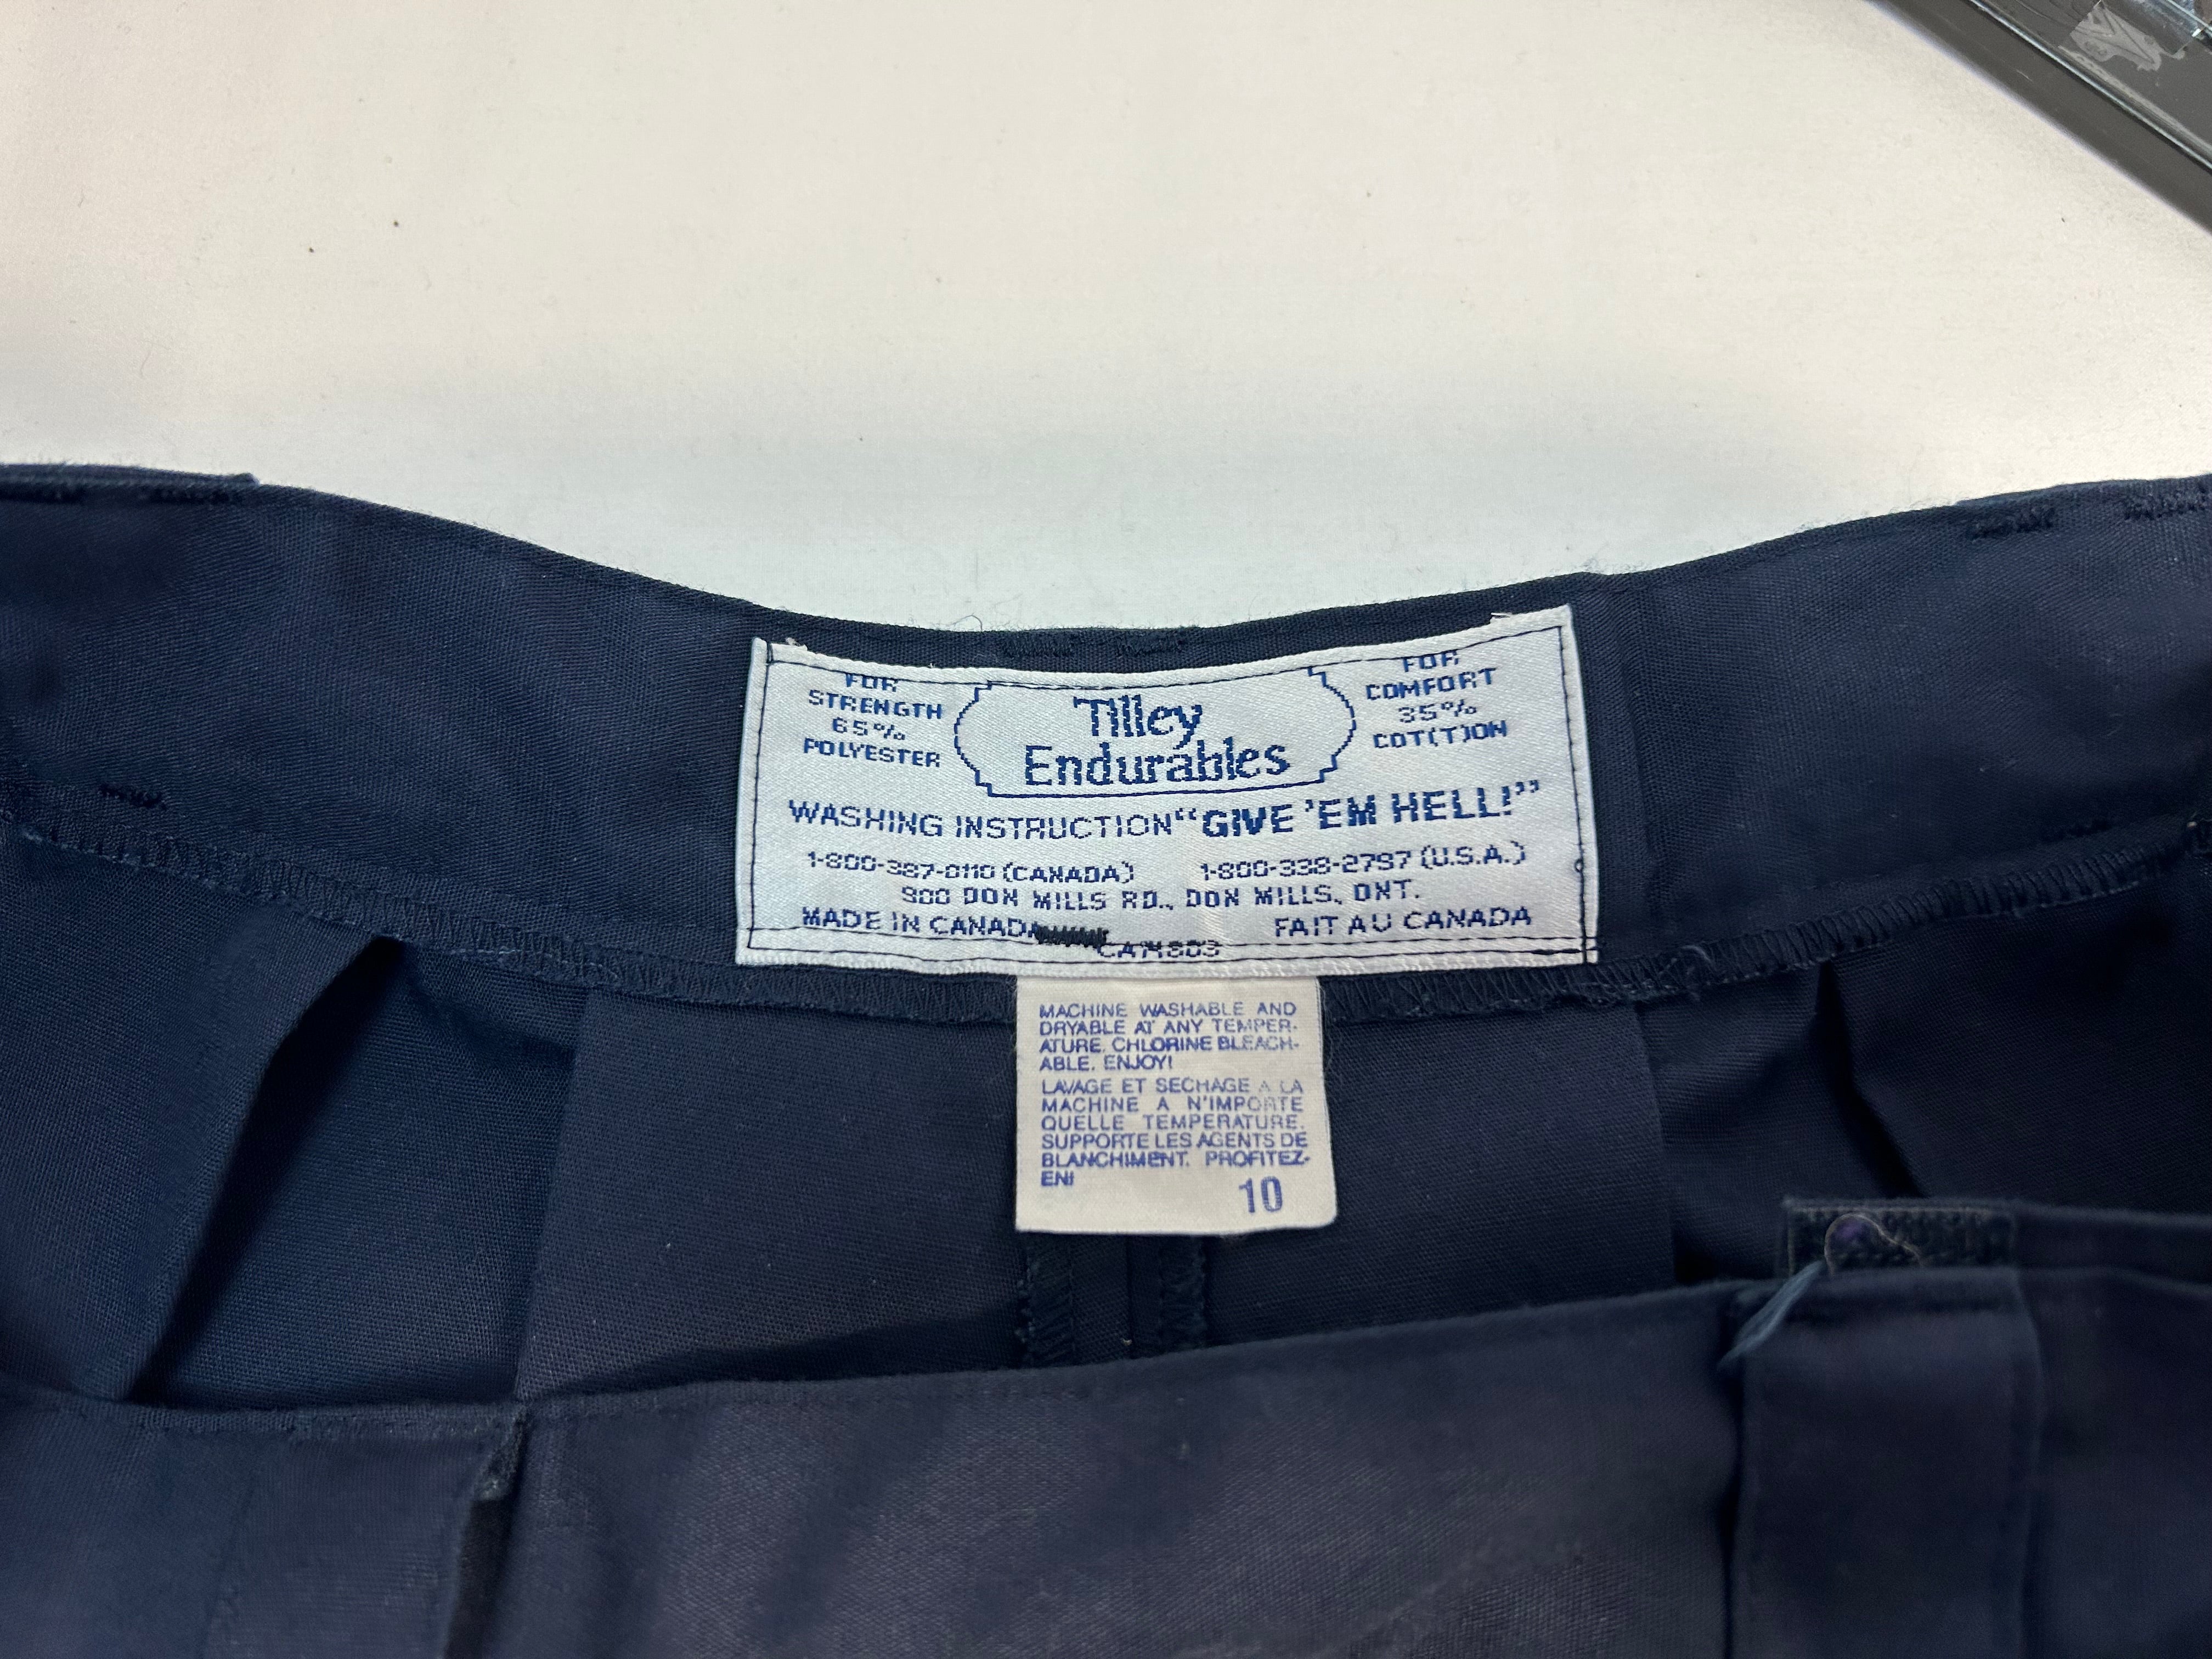 FOR
STRENGTH
65%
POLYESTER
Tilley
Endurables
FOR
COMFORT
35%
COT(T)ON
WASHING INSTRUCTION "GIVE 'EM HELL!"
1-800-387-0110 (CANADA) 1-800-338-2797 (U.S.A.)
900 DON MILLS RD., DON MILLS, ONT.
MADE IN CANADA FAIT AU CANADA
MACHINE WASHABLE AND
DRYABLE AT ANY TEMPER-
ATURE, CHLORINE BLEACH-
ABLE, ENJOY!
LAVAGE ET SECHAGE A LA
MACHINE A N'IMPORTE
QUELLE TEMPERATURE.
SUPPORTE LES AGENTS DE
BLANCHIMENT. PROFITEZ-
EN!
10